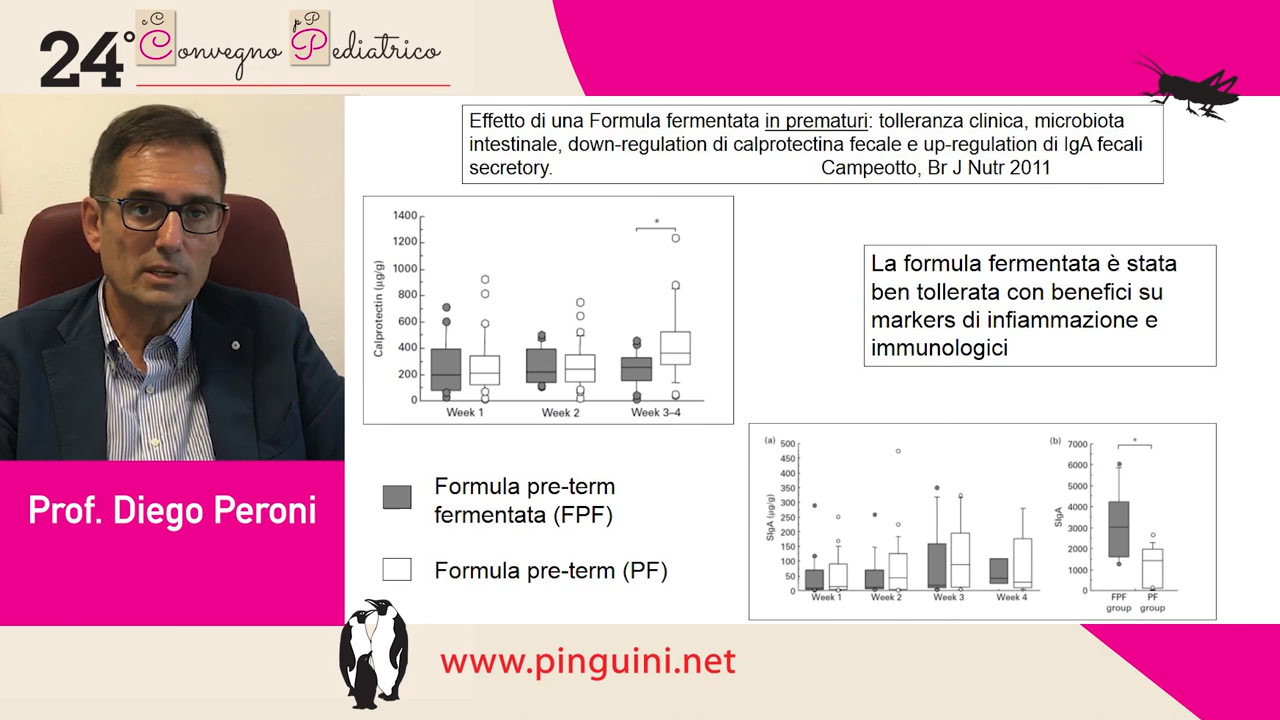 24° Convegno Pediatrico
Effetto di una Formula fermentata in prematuri: tolleranza clinica, microbiota
intestinale, down-regulation di calprotectina fecale e up-regulation di IgA fecali
secretory. Campeotto, Br J Nutr 2011
1400
1200
1000
800
600
400
200
0
Calprotectin (µg/g)
*
Week 1 Week 2 Week 3–4
La formula fermentata è stata
ben tollerata con benefici su
markers di infiammazione e
immunologici
Prof. Diego Peroni
Formula pre-term
fermentata (FPF)
Formula pre-term (PF)
(a)
500
450
400
350
300
250
200
150
100
50
0
SIgA (µg/g)
Week 1 Week 2 Week 3 Week 4
(b)
7000
6000
5000
4000
3000
2000
1000
0
SIgA
*
FPF PF
group group
www.pinguini.net